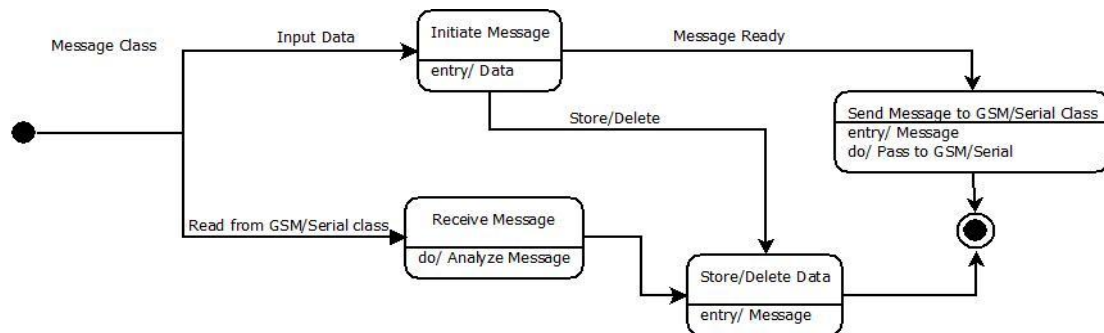 Message Class
Input Data
Initiate Message
entry/ Data
Message Ready
Send Message to GSM/Serial Class
entry/ Message
do/ Pass to GSM/Serial
Store/Delete
Read from GSM/Serial class
Receive Message
do/ Analyze Message
Store/Delete Data
entry/ Message